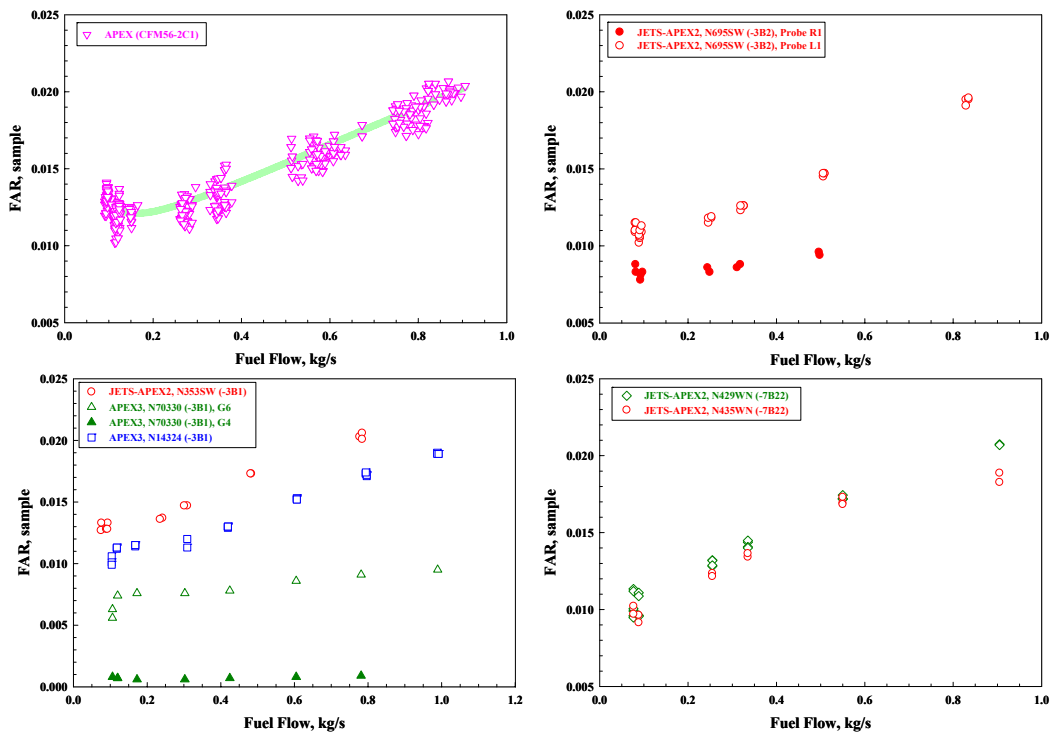 APEX (CFM56-2C1)
0.025
0.020
0.015
0.010
0.005
FAR, sample
0.0 0.2 0.4 0.6 0.8 1.0
Fuel Flow, kg/s
JETS-APEX2, N695SW (-3B2), Probe R1
JETS-APEX2, N695SW (-3B2), Probe L1
0.025
0.020
0.015
0.010
0.005
FAR, sample
0.0 0.2 0.4 0.6 0.8 1.0
Fuel Flow, kg/s
JETS-APEX2, N353SW (-3B1)
APEX3, N70330 (-3B1), G6
APEX3, N70330 (-3B1), G4
APEX3, N14324 (-3B1)
0.025
0.020
0.015
0.010
0.005
0.000
FAR, sample
0.0 0.2 0.4 0.6 0.8 1.0 1.2
Fuel Flow, kg/s
JETS-APEX2, N429WN (-7B22)
JETS-APEX2, N435WN (-7B22)
0.025
0.020
0.015
0.010
0.005
FAR, sample
0.0 0.2 0.4 0.6 0.8 1.0
Fuel Flow, kg/s